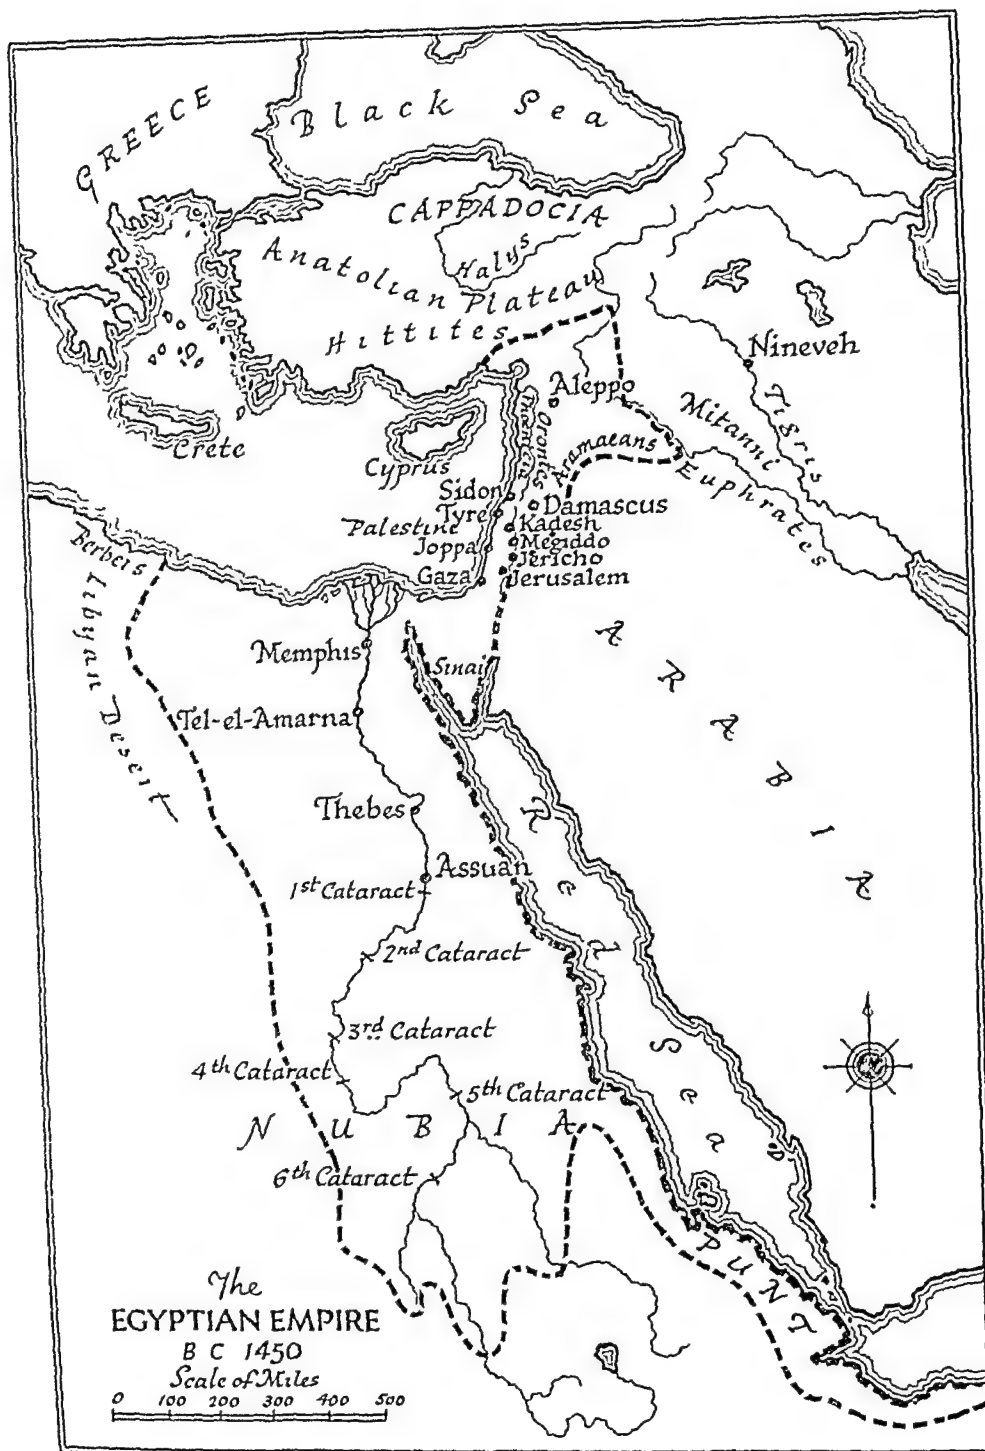 GREECE
Black Sea
CAPPADOCIA
Halys
Anatolian Plateau
Hittites
Nineveh
Tigris
Mitanni
Euphrates
Aleppo
Orontes
Phoenicia
Aramaeans
Crete
Cyprus
Sidon
Damascus
Tyre
Palestine
Kadesh
Megiddo
Joppa
Jericho
Gaza
Jerusalem
Berbers
Libyan Desert
ARABIA
Memphis
Sinai
Tel-el-Amarna
Thebes
Red Sea
Assuan
1st Cataract
2nd Cataract
3rd Cataract
4th Cataract
5th Cataract
NUBIA
6th Cataract
PUNT
The
EGYPTIAN EMPIRE
B C 1450
Scale of Miles
0 100 200 300 400 500